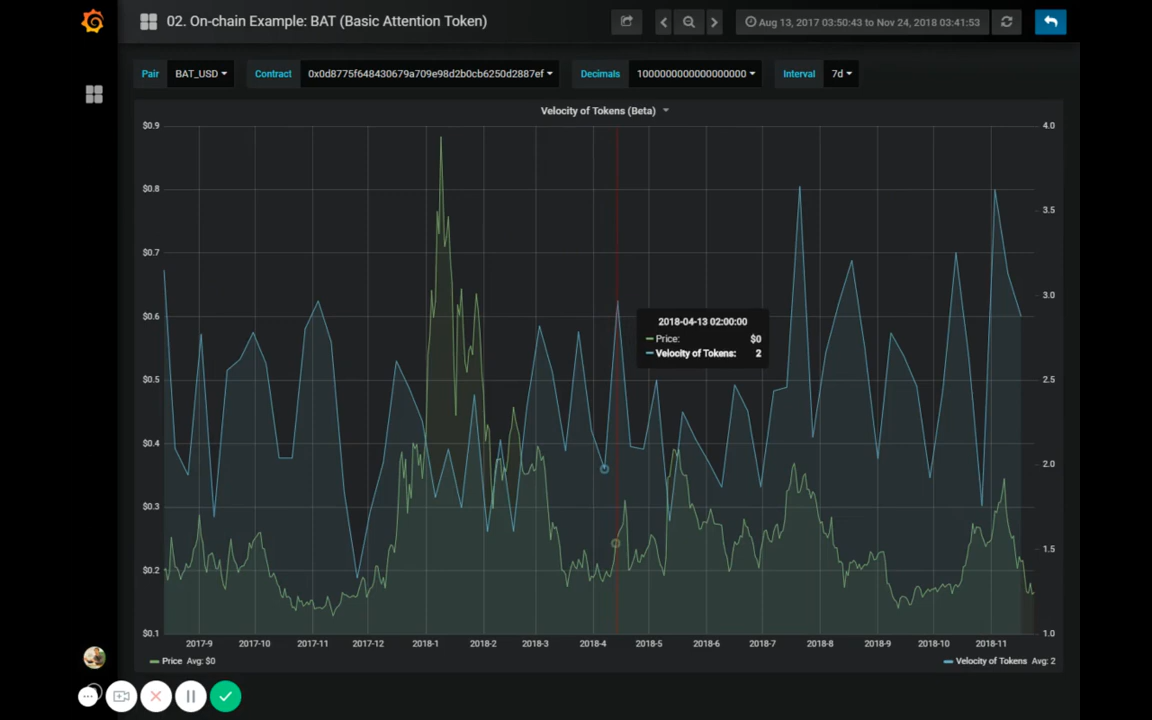 02. On-chain Example: BAT (Basic Attention Token)
Aug 13, 2017 03:50:43 to Nov 24, 2018 03:41:53
Pair BAT_USD Contract 0x0d8775f648430679a709e98d2b0cb6250d2887ef Decimals 1000000000000000000 Interval 7d
Velocity of Tokens (Beta)
$0.9 4.0
$0.8
3.5
$0.7
3.0
$0.6
2018-04-13 02:00:00
Price: $0
Velocity of Tokens: 2
$0.5 2.5
$0.4
2.0
$0.3
1.5
$0.2
$0.1 1.0
2017-9 2017-10 2017-11 2017-12 2018-1 2018-2 2018-3 2018-4 2018-5 2018-6 2018-7 2018-8 2018-9 2018-10 2018-11
Price Avg: $0 Velocity of Tokens Avg: 2